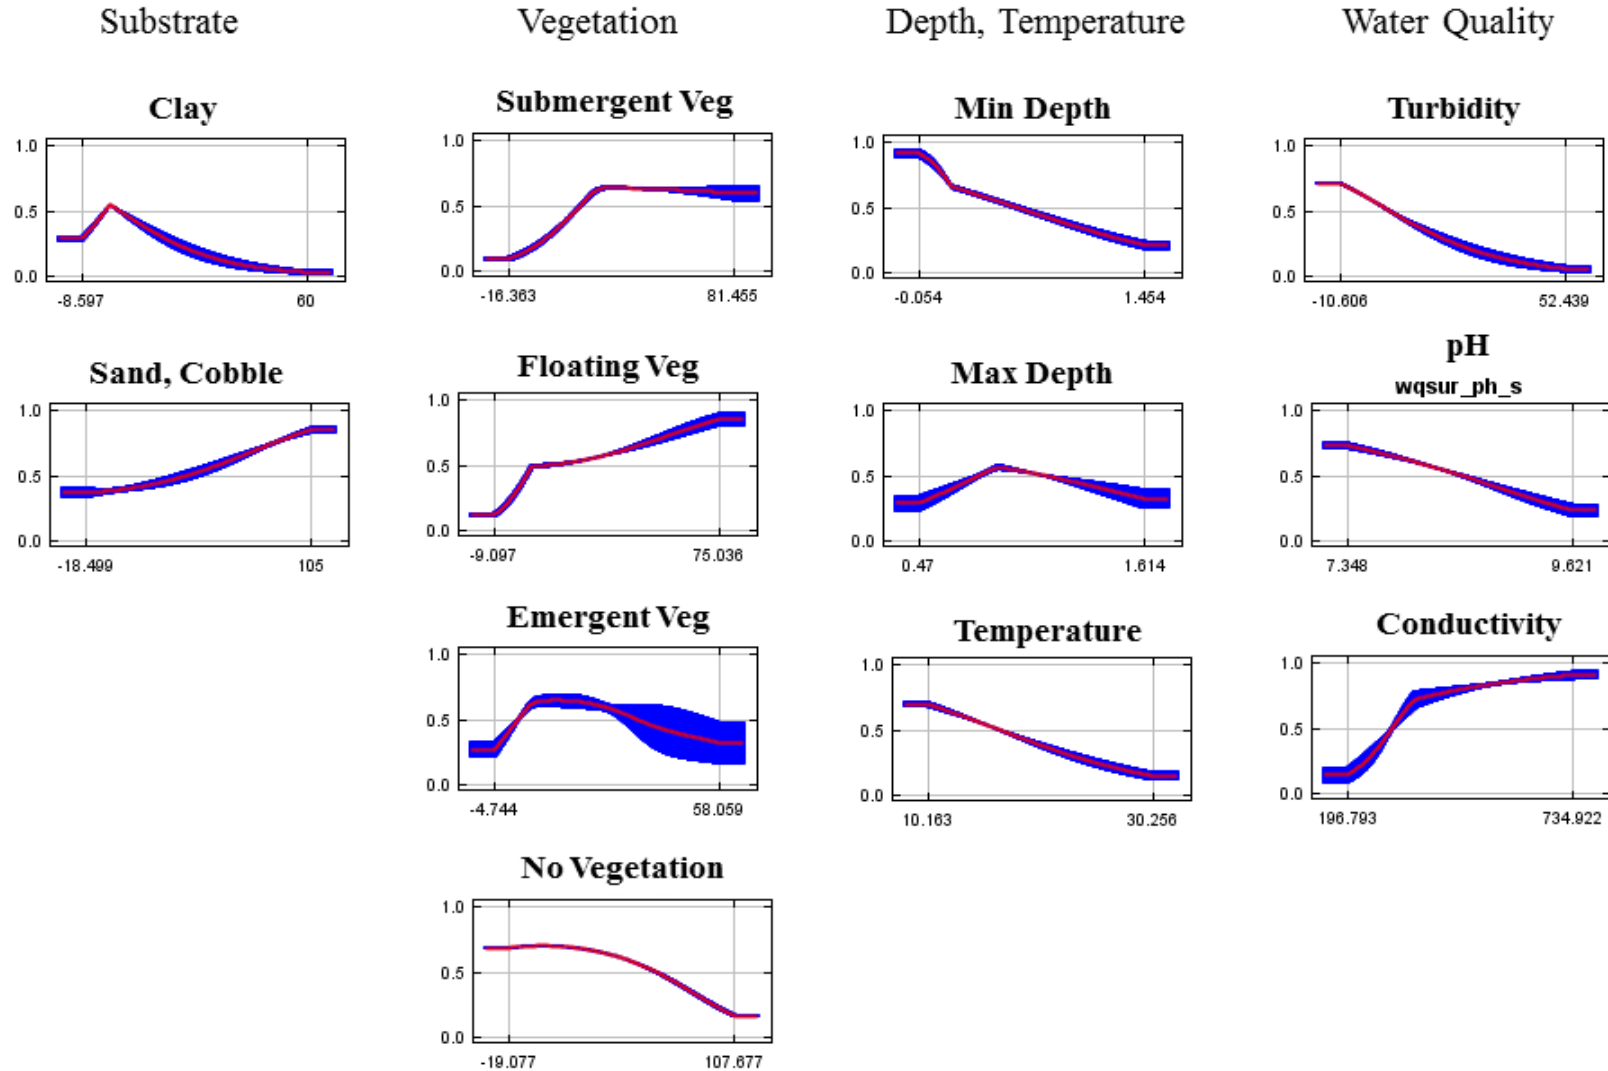 Substrate
Vegetation
Depth, Temperature
Water Quality
Clay
1.0
0.5
0.0
-8.597 60
Submergent Veg
1.0
0.5
0.0
-16.363 81.455
Min Depth
1.0
0.5
0.0
-0.054 1.454
Turbidity
1.0
0.5
0.0
-10.606 52.439
Sand, Cobble
1.0
0.5
0.0
-18.499 105
Floating Veg
1.0
0.5
0.0
-9.097 75.036
Max Depth
1.0
0.5
0.0
0.47 1.614
pH
wqsur_ph_s
1.0
0.5
0.0
7.348 9.621
Emergent Veg
1.0
0.5
0.0
-4.744 58.059
Temperature
1.0
0.5
0.0
10.163 30.256
Conductivity
1.0
0.5
0.0
196.793 734.922
No Vegetation
1.0
0.5
0.0
-19.077 107.677